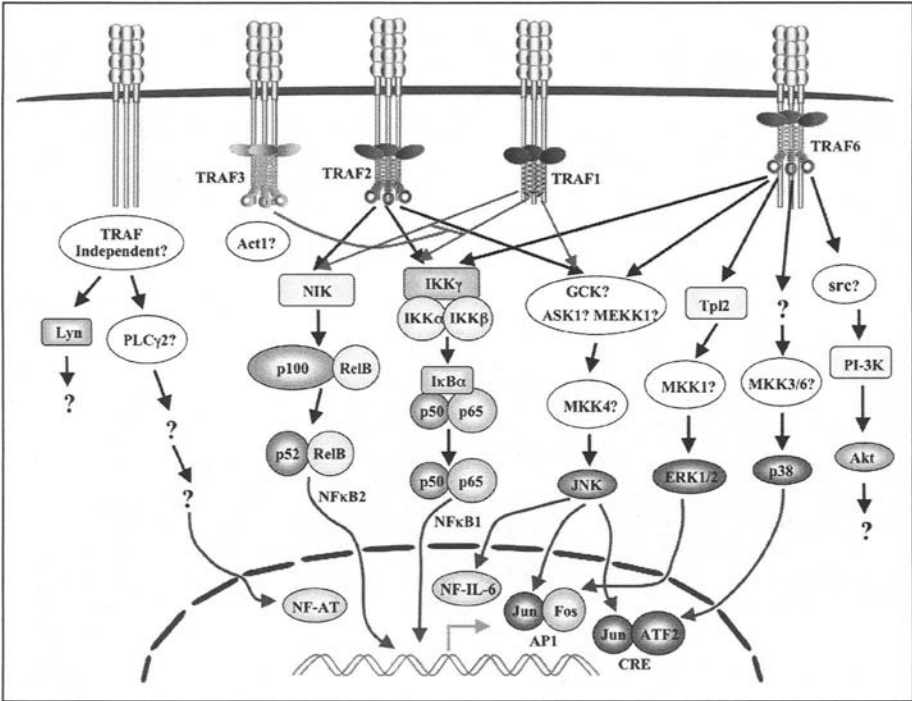 TRAF3
TRAF2
TRAF1
TRAF6
TRAF
Independent?
Act1?
Lyn
PLCγ2?
?
?
?
NIK
p100
RelB
p52
RelB
NFκB2
IKKγ
IKKα
IKKβ
IκBα
p50
p65
p50
p65
NFκB1
GCK?
ASK1? MEKK1?
MKK4?
JNK
Tpl2
MKK1?
ERK1/2
?
MKK3/6?
p38
src?
PI-3K
Akt
?
NF-AT
NF-IL-6
Jun
Fos
AP1
Jun
ATF2
CRE